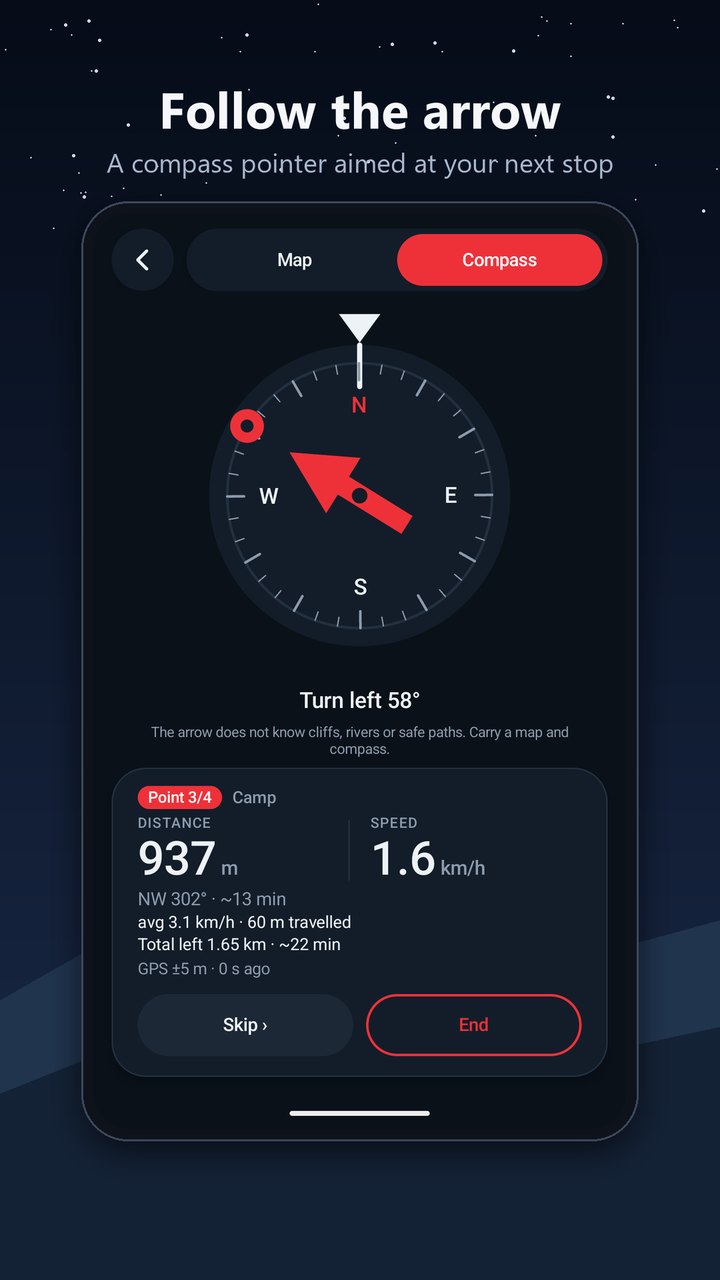 Follow the arrow
A compass pointer aimed at your next stop
Map
Compass
N
W
E
S
Turn left 58°
The arrow does not know cliffs, rivers or safe paths. Carry a map and
compass.
Point 3/4 Camp
DISTANCE
937 m
SPEED
1.6 km/h
NW 302° · ~13 min
avg 3.1 km/h · 60 m travelled
Total left 1.65 km · ~22 min
GPS ±5 m · 0 s ago
Skip ›
End